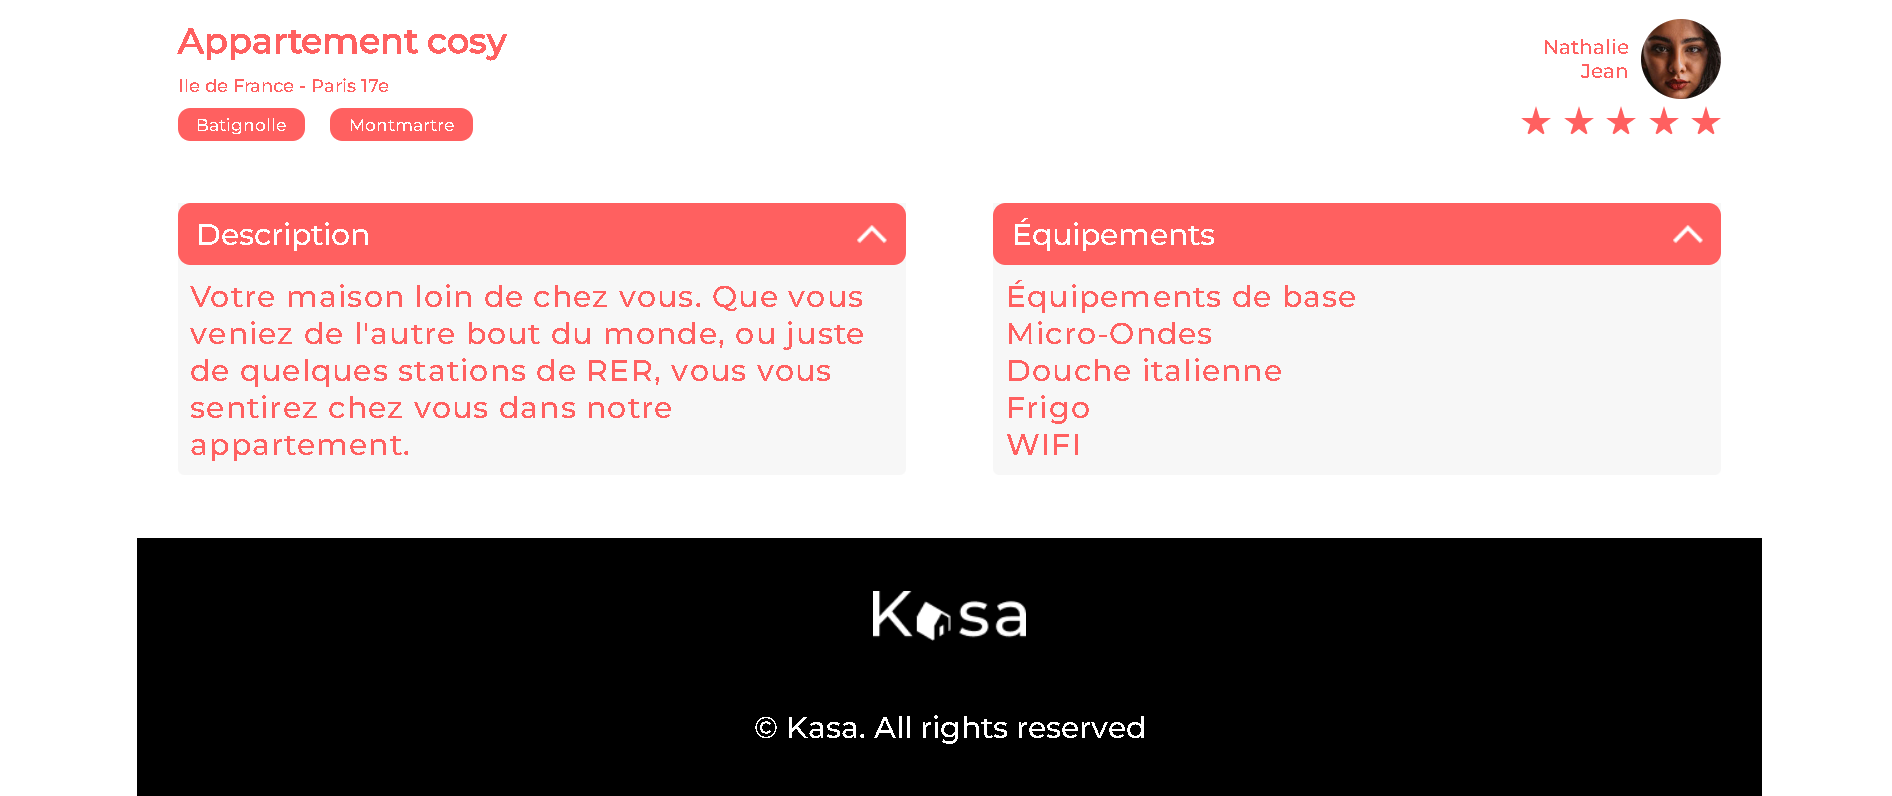 Appartement cosy
Ile de France - Paris 17e
Batignolle
Montmartre
Nathalie
Jean
Description
Votre maison loin de chez vous. Que vous
veniez de l'autre bout du monde, ou juste
de quelques stations de RER, vous vous
sentirez chez vous dans notre
appartement.
Équipements
Équipements de base
Micro-Ondes
Douche italienne
Frigo
WIFI
Kasa
© Kasa. All rights reserved